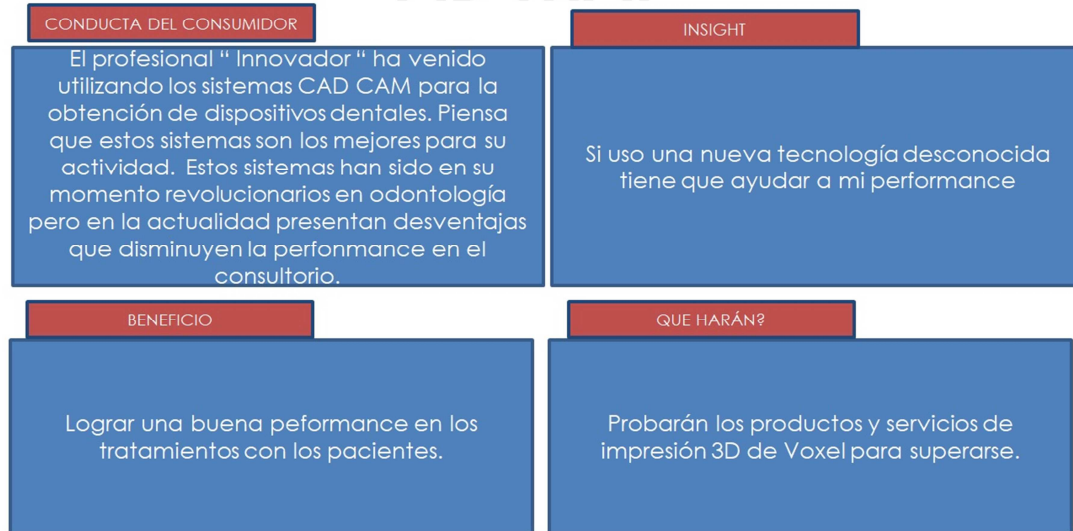 CONDUCTA DEL CONSUMIDOR
El profesional “ Innovador “ ha venido
utilizando los sistemas CAD CAM para la
obtención de dispositivos dentales. Piensa
que estos sistemas son los mejores para su
actividad. Estos sistemas han sido en su
momento revolucionarios en odontología
pero en la actualidad presentan desventajas
que disminuyen la perfonmance en el
consultorio.
INSIGHT
Si uso una nueva tecnología desconocida
tiene que ayudar a mi performance
BENEFICIO
Lograr una buena peformance en los
tratamientos con los pacientes.
QUE HARÁN?
Probarán los productos y servicios de
impresión 3D de Voxel para superarse.